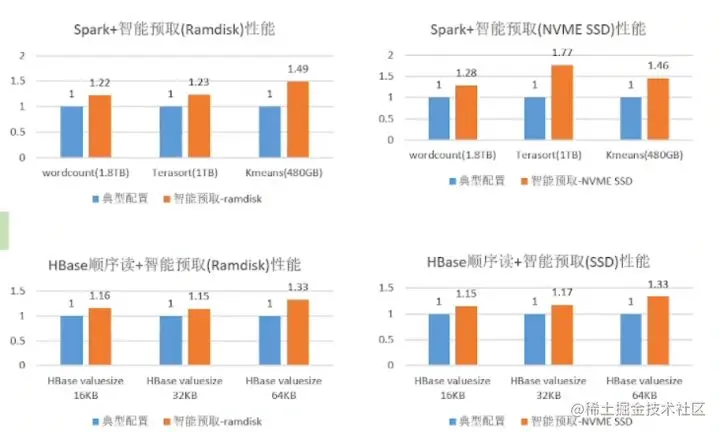 Spark+智能预取(Ramdisk)性能
2
1.5
1
0.5
0
1 1.22 1 1.23 1 1.49
wordcount(1.8TB) Terasort(1TB) Kmeans(480GB)
典型配置 智能预取-ramdisk
Spark+智能预取(NVME SSD)性能
2
1.5
1
0.5
0
1 1.28 1 1.77 1 1.46
wordcount(1.8TB) Terasort(1TB) Kmeans(480GB)
典型配置 智能预取-NVME SSD
HBase顺序读+智能预取(Ramdisk)性能
1.5
1
0.5
0
1 1.16 1 1.15 1 1.33
HBase valuesize HBase valuesize HBase valuesize
16KB 32KB 64KB
典型配置 智能预取-ramdisk
HBase顺序读+智能预取(SSD)性能
1.5
1
0.5
0
1 1.15 1 1.17 1 1.33
HBase valuesize HBase valuesize HBase valuesize
16KB 32KB 64KB
典型配置 智能预取-NVME SSD
@稀土掘金技术社区